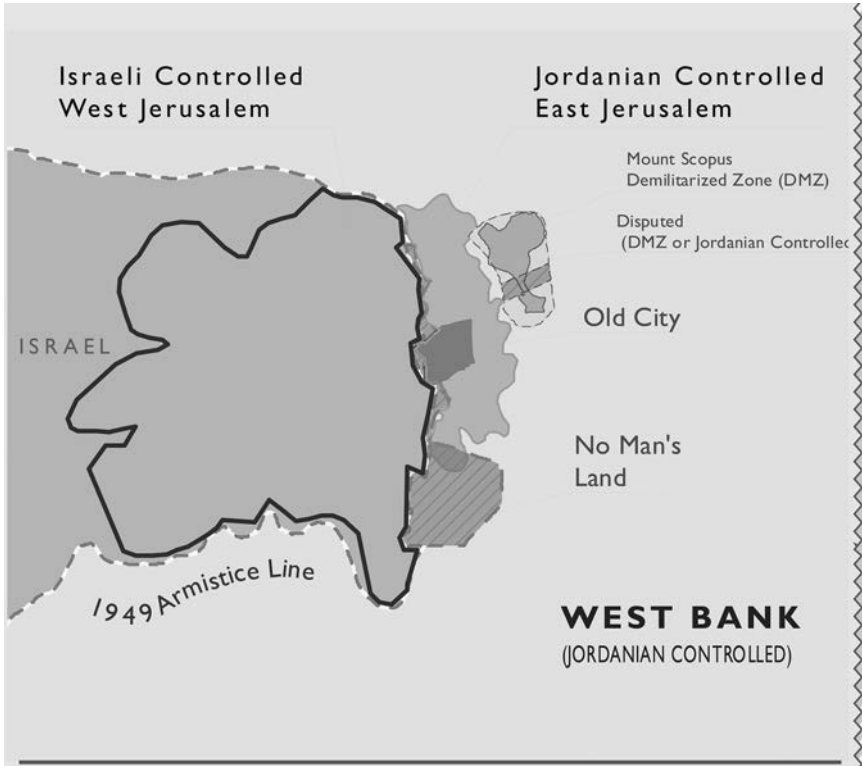 Israeli Controlled
West Jerusalem
Jordanian Controlled
East Jerusalem
Mount Scopus
Demilitarized Zone (DMZ)
Disputed
(DMZ or Jordanian Controlled
Old City
ISRAEL
No Man's
Land
1949 Armistice Line
WEST BANK
(JORDANIAN CONTROLLED)